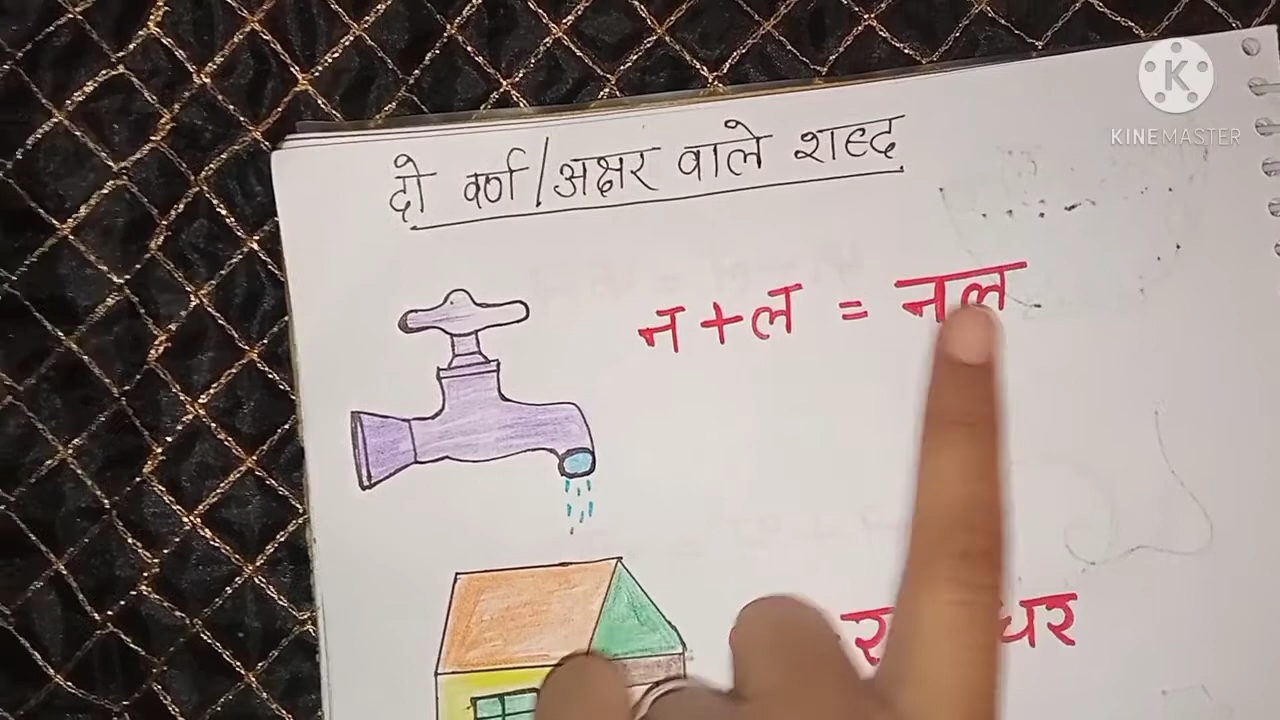 दो वर्ण/अक्षर वाले शब्द
न+ल = नल
र घर
K
KINEMASTER